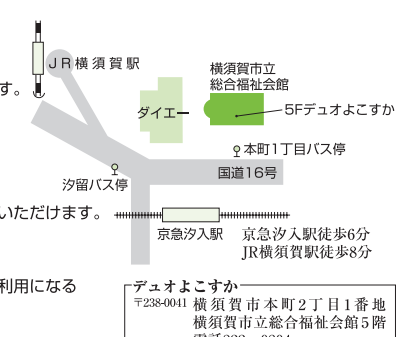 JR横須賀駅
す。
横須賀市立
総合福祉会館
ダイエー
5Fデュオよこすか
本町1丁目バス停
国道16号
汐留バス停
いただけます。
京急汐入駅
京急汐入駅徒歩6分
JR横須賀駅徒歩8分
利用になる
デュオよこすか
〒238-0041 横須賀市本町2丁目1番地
横須賀市立総合福祉会館5階